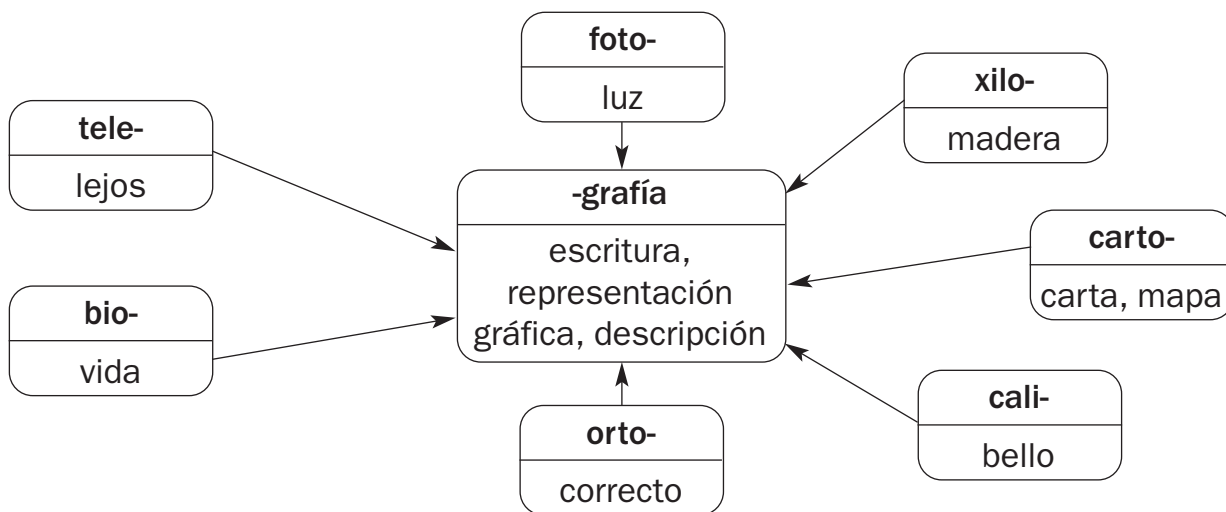 foto-
luz
xilo-
madera
tele-
lejos
-grafía
escritura,
representación
gráfica, descripción
carto-
carta, mapa
bio-
vida
cali-
bello
orto-
correcto